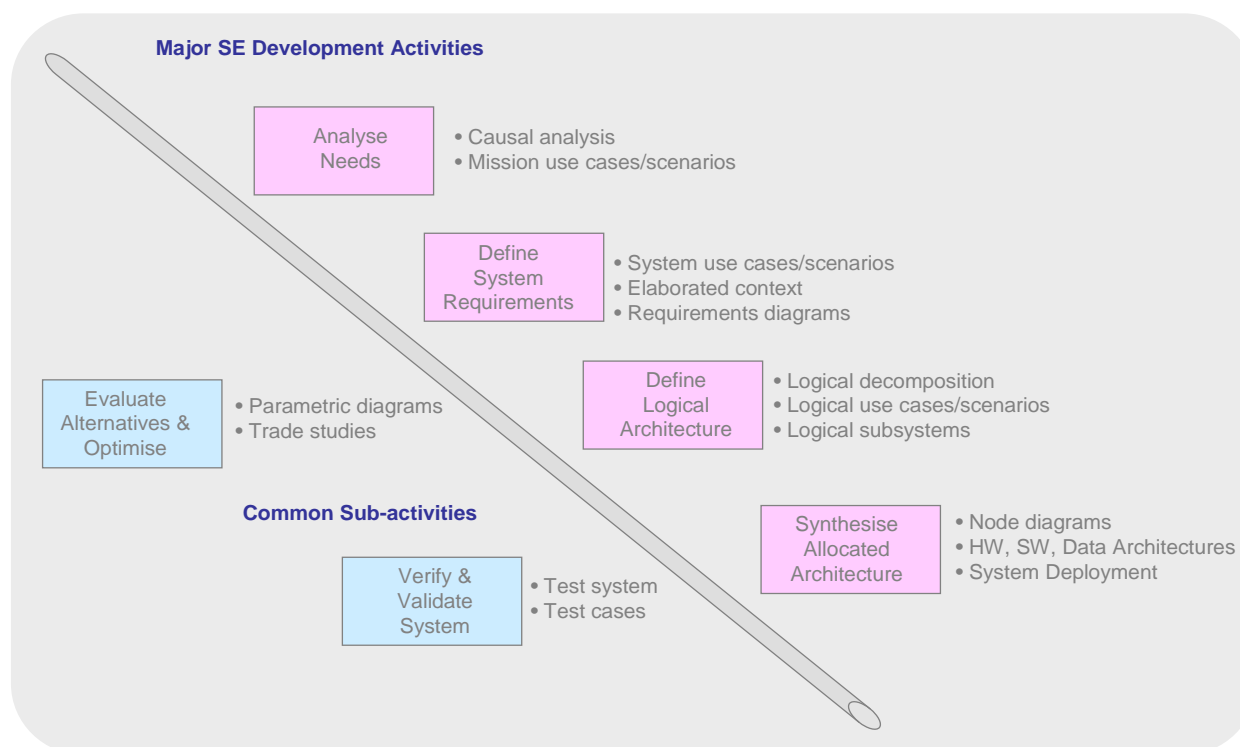 Major SE Development Activities
Analyse
Needs
• Causal analysis
• Mission use cases/scenarios
Define
System
Requirements
• System use cases/scenarios
• Elaborated context
• Requirements diagrams
Define
Logical
Architecture
• Logical decomposition
• Logical use cases/scenarios
• Logical subsystems
Evaluate
Alternatives &
Optimise
• Parametric diagrams
• Trade studies
Common Sub-activities
Synthesise
Allocated
Architecture
• Node diagrams
• HW, SW, Data Architectures
• System Deployment
Verify &
Validate
System
• Test system
• Test cases